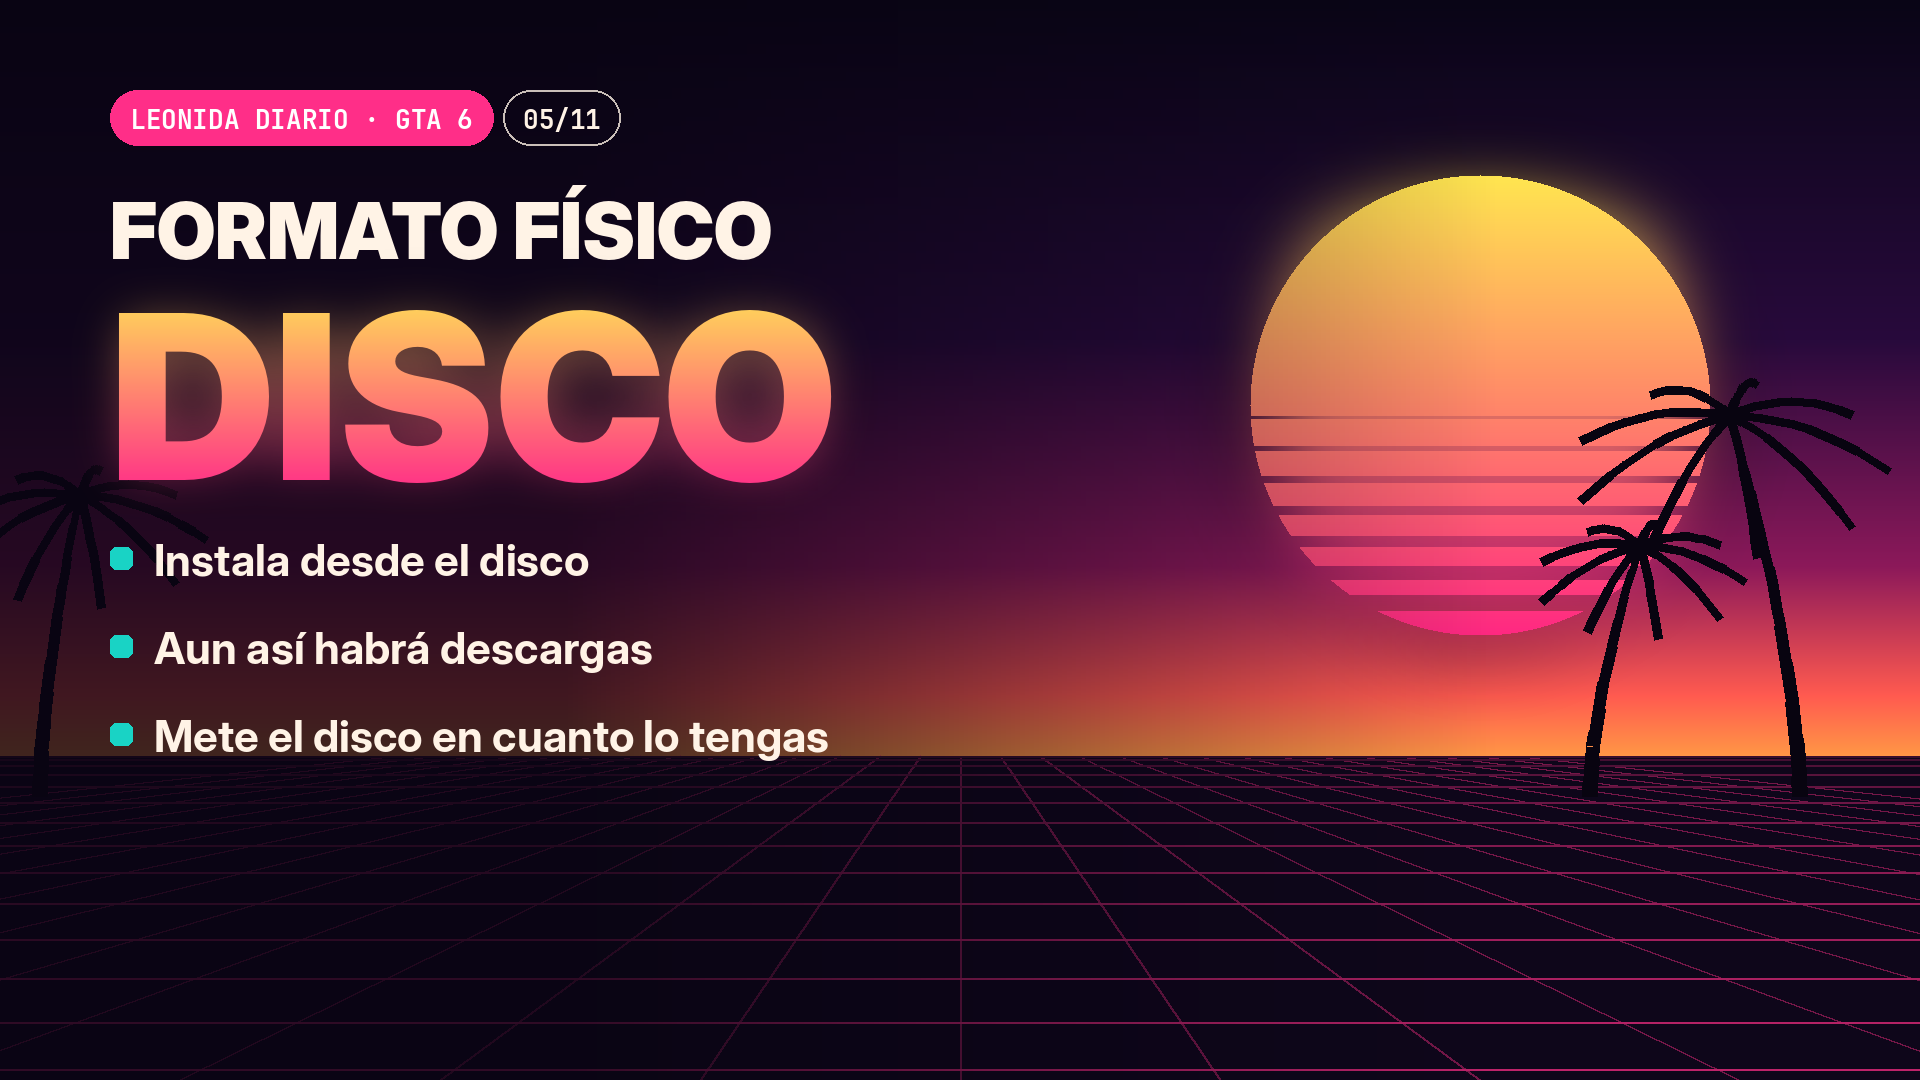 LEONIDA DIARIO · GTA 6 05/11
FORMATO FÍSICO
DISCO
Instala desde el disco
Aun así habrá descargas
Mete el disco en cuanto lo tengas